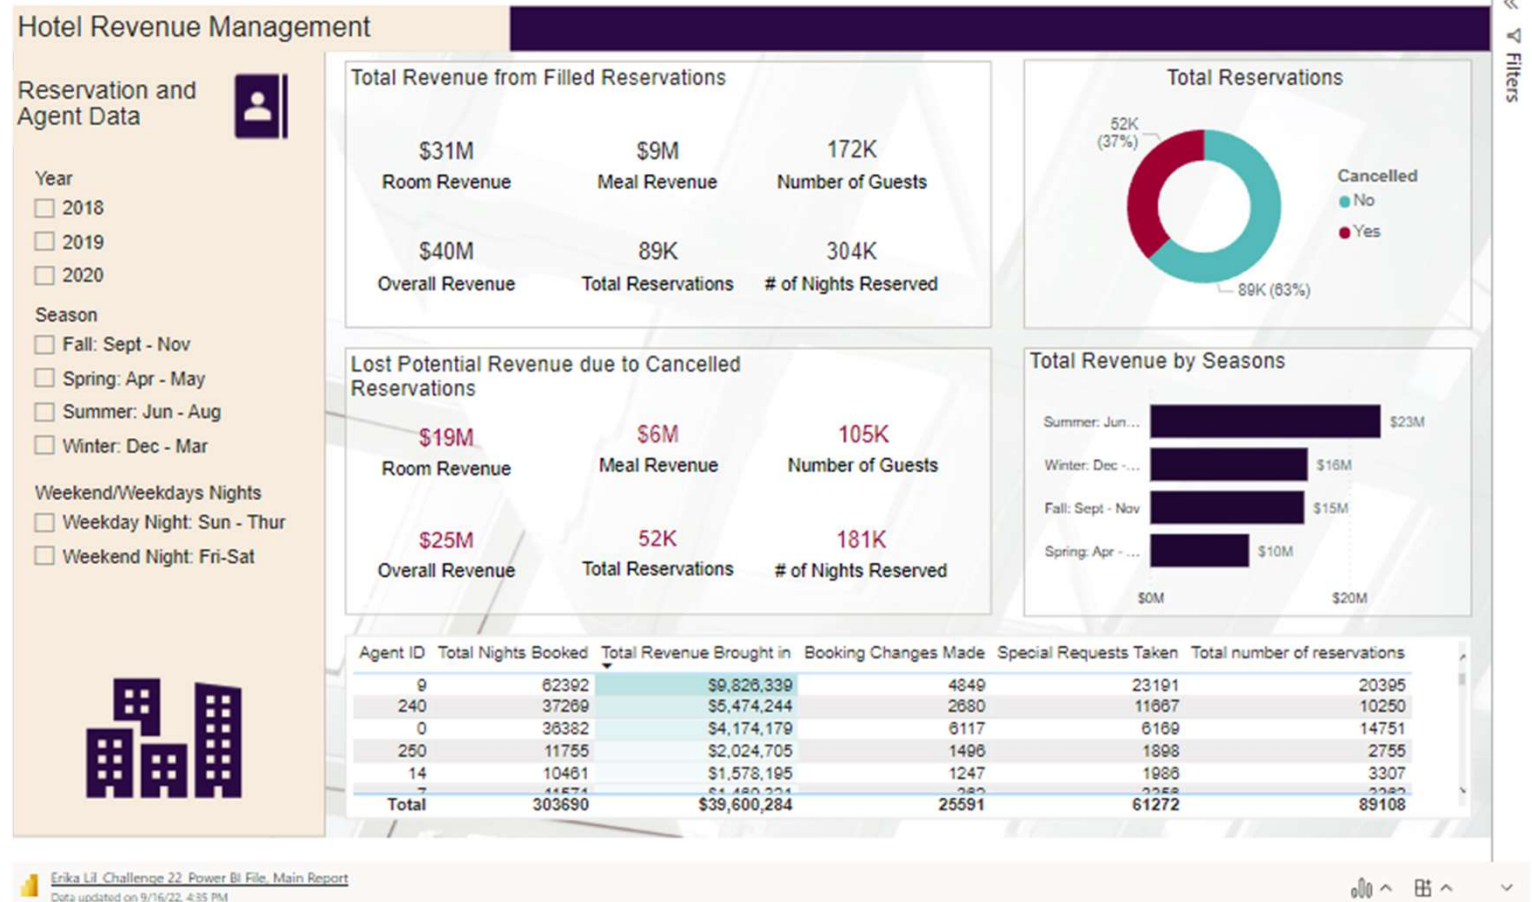 Hotel Revenue Management
Filters
Reservation and
Agent Data
Year
2018
2019
2020
Season
Fall: Sept - Nov
Spring: Apr - May
Summer: Jun - Aug
Winter: Dec - Mar
Weekend/Weekdays Nights
Weekday Night: Sun - Thur
Weekend Night: Fri-Sat
Total Revenue from Filled Reservations
$31M $9M 172K
Room Revenue Meal Revenue Number of Guests
$40M 89K 304K
Overall Revenue Total Reservations # of Nights Reserved
Total Reservations
52K
(37%)
89K (63%)
Cancelled
No
Yes
Lost Potential Revenue due to Cancelled
Reservations
$19M $6M 105K
Room Revenue Meal Revenue Number of Guests
$25M 52K 181K
Overall Revenue Total Reservations # of Nights Reserved
Total Revenue by Seasons
Summer: Jun... $23M
Winter: Dec -... $16M
Fall: Sept - Nov $15M
Spring: Apr - ... $10M
$0M $20M
Agent ID Total Nights Booked Total Revenue Brought in Booking Changes Made Special Requests Taken Total number of reservations
9 62392 $9,826,339 4849 23191 20395
240 37269 $5,474,244 2680 11667 10250
0 36382 $4,174,179 6117 6169 14751
250 11755 $2,024,705 1496 1898 2755
14 10461 $1,578,195 1247 1986 3307
Total 303690 $39,600,284 25591 61272 89108
Erika Lil Challenge 22 Power BI File, Main Report
Data updated on 9/16/22, 4:35 PM